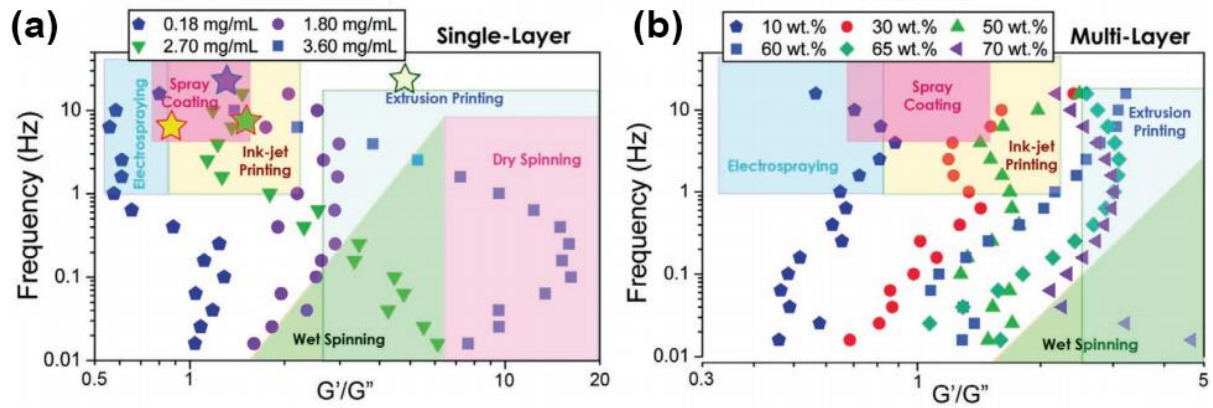 (a)
0.18 mg/mL 1.80 mg/mL
2.70 mg/mL 3.60 mg/mL
Single-Layer
Electrospraying
Spray
Coating
Ink-jet
Printing
Extrusion Printing
Dry Spinning
Wet Spinning
Frequency (Hz)
10
1
0.1
0.01
0.5 1 10 20
G'/G"
(b)
10 wt.% 30 wt.% 50 wt.%
60 wt.% 65 wt.% 70 wt.%
Multi-Layer
Spray
Coating
Electrospraying
Ink-jet
Printing
Extrusion
Printing
Wet Spinning
Frequency (Hz)
10
1
0.1
0.01
0.3 1 5
G'/G"